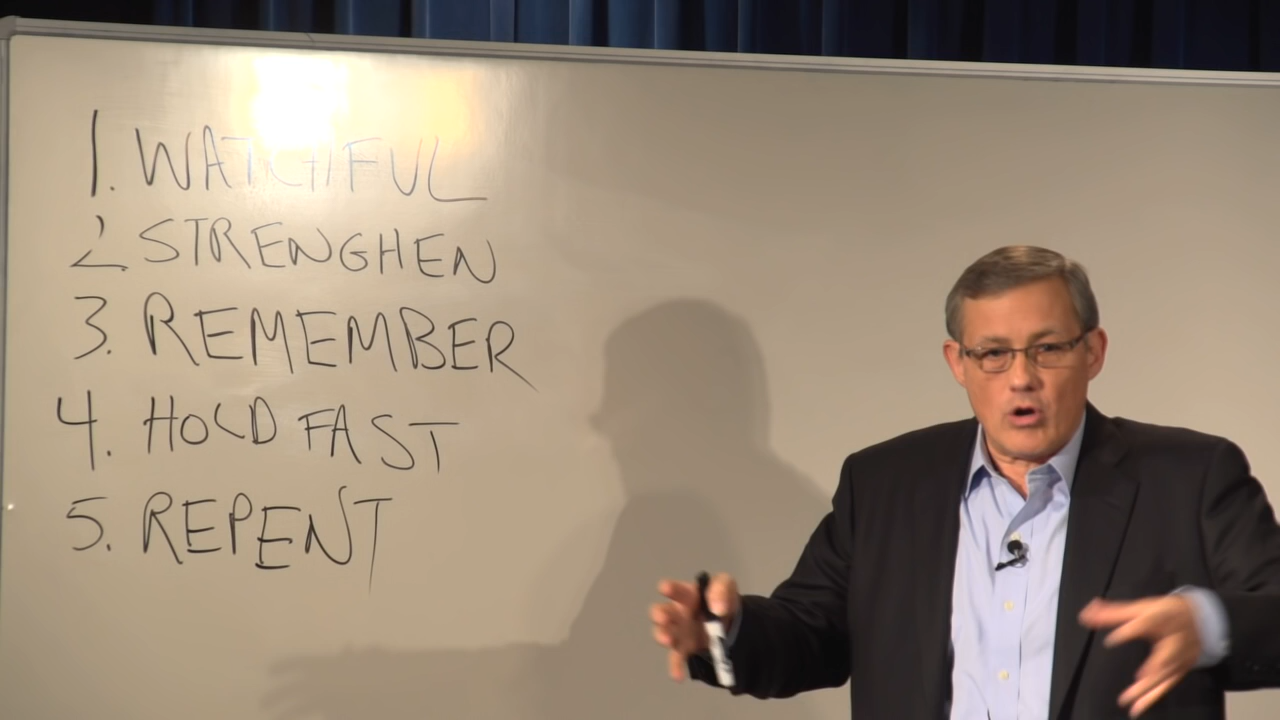 1. WATCHFUL
2. STRENGHEN
3. REMEMBER
4. HOLD FAST
5. REPENT